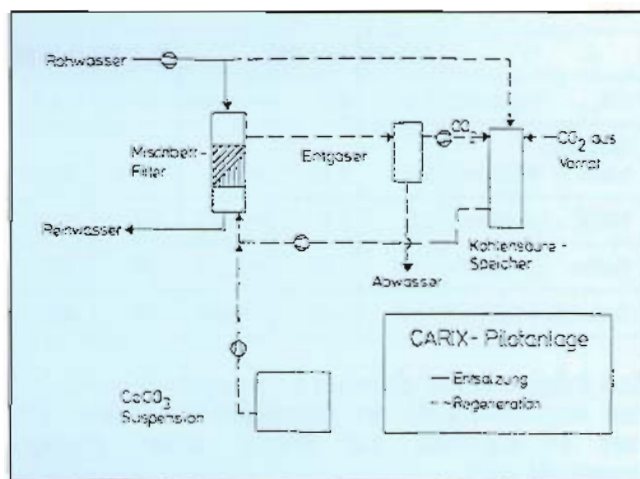 Rohwasser
Mischbett-
Filter
Entgaser
CO2
CO2 aus
Vorrat
Reinwasser
Kohlensäure-
Speicher
Abwasser
CARIX-Pilotanlage
Entsalzung
Regeneration
CaCO3
Suspension